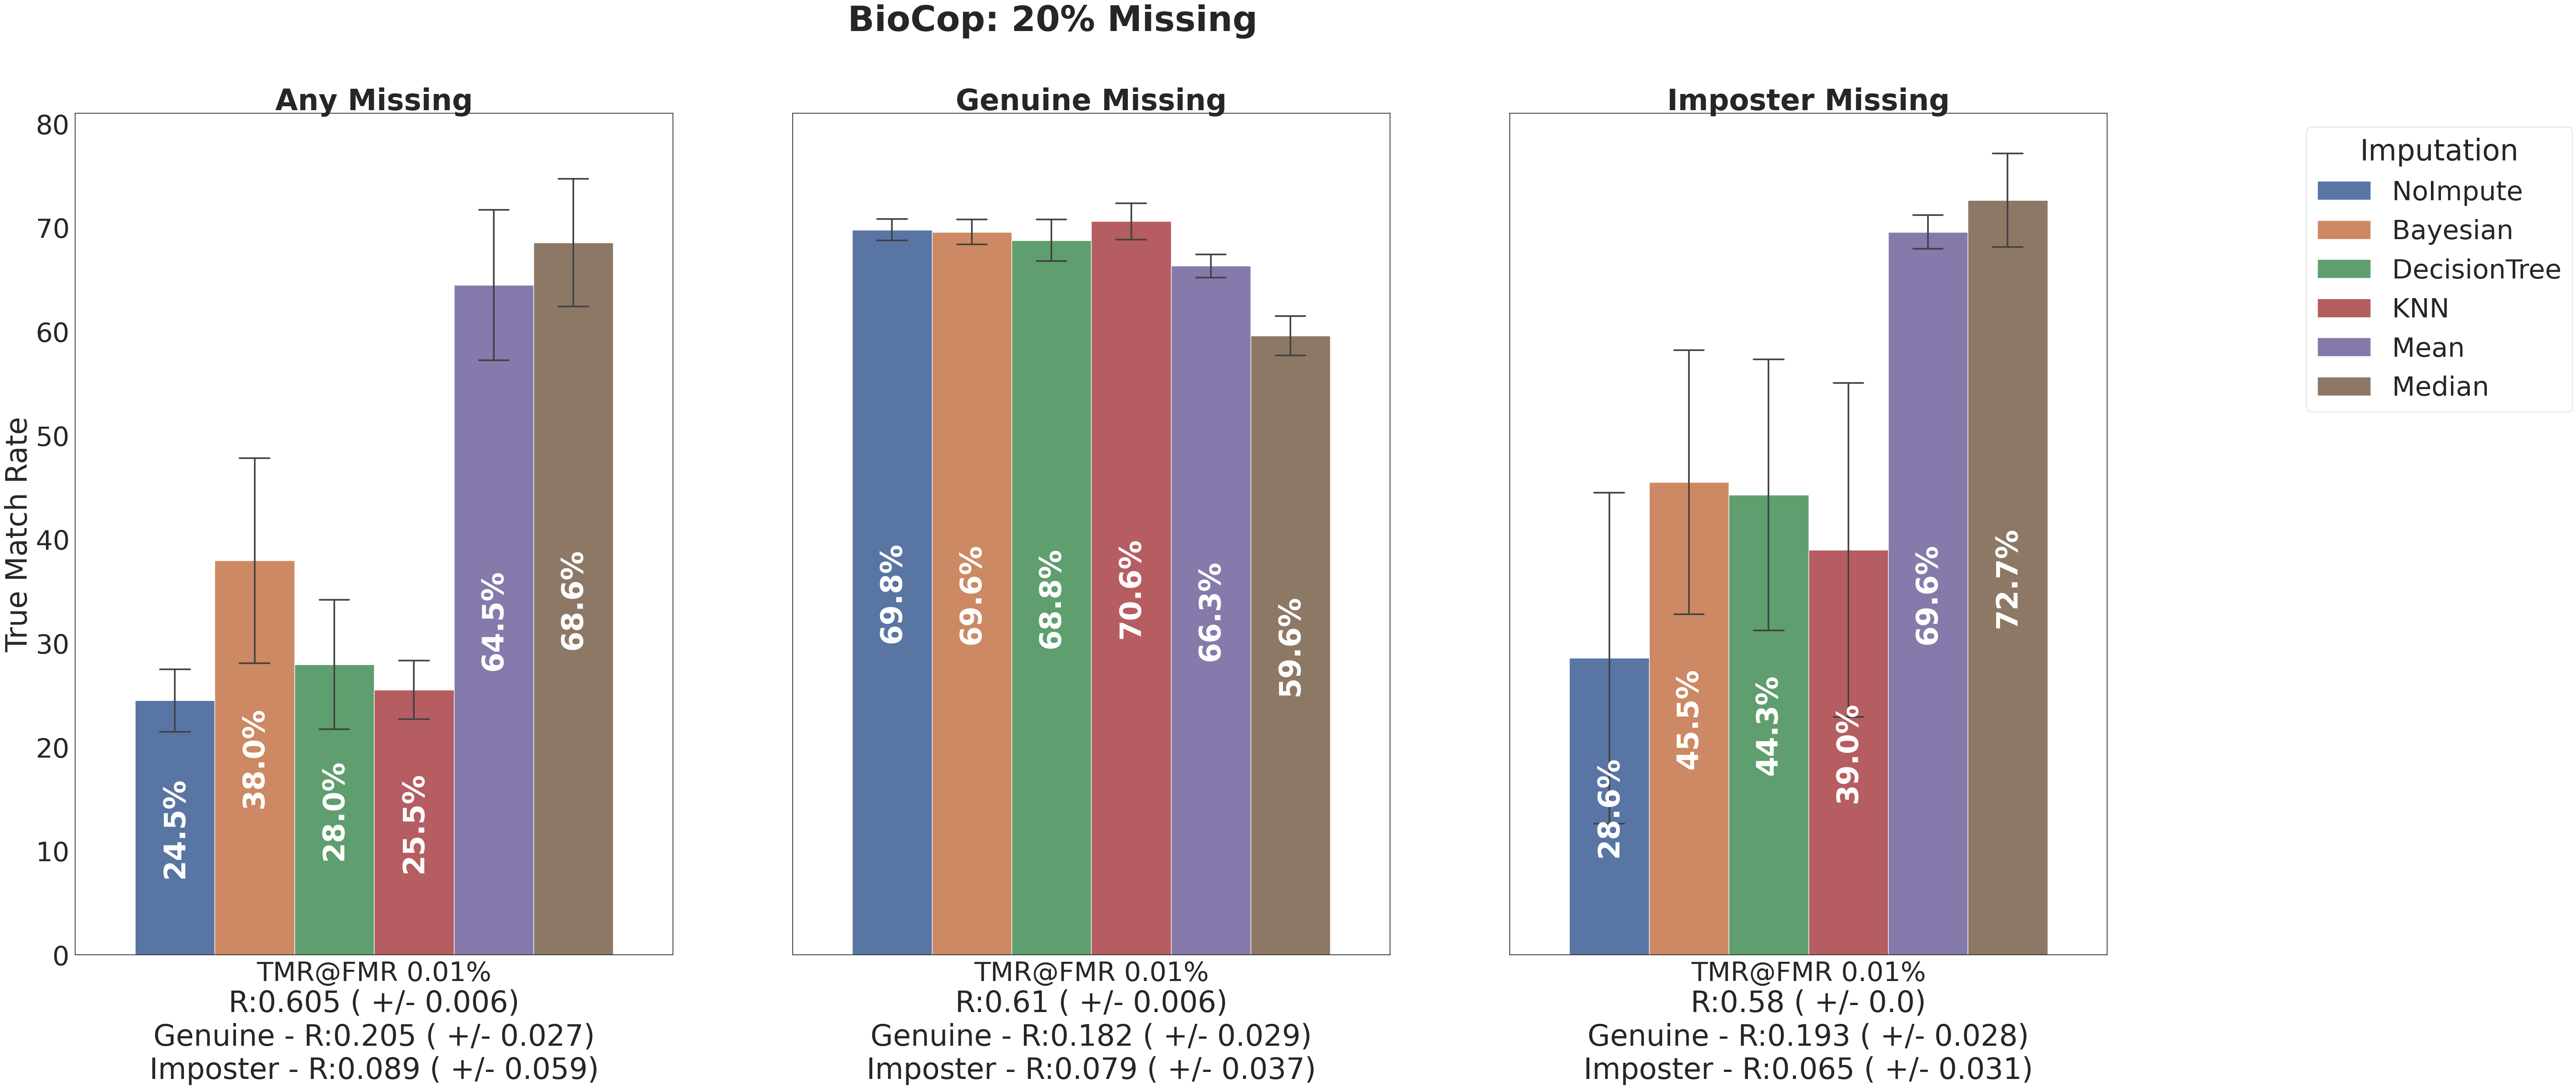 BioCop: 20% Missing
Any Missing
Genuine Missing
Imposter Missing
True Match Rate
80
70
60
50
40
30
20
10
0
24.5%
38.0%
28.0%
25.5%
64.5%
68.6%
69.8%
69.6%
68.8%
70.6%
66.3%
59.6%
28.6%
45.5%
44.3%
39.0%
69.6%
72.7%
TMR@FMR 0.01%
R:0.605 ( +/- 0.006)
Genuine - R:0.205 ( +/- 0.027)
Imposter - R:0.089 ( +/- 0.059)
TMR@FMR 0.01%
R:0.61 ( +/- 0.006)
Genuine - R:0.182 ( +/- 0.029)
Imposter - R:0.079 ( +/- 0.037)
TMR@FMR 0.01%
R:0.58 ( +/- 0.0)
Genuine - R:0.193 ( +/- 0.028)
Imposter - R:0.065 ( +/- 0.031)
Imputation
NoImpute
Bayesian
DecisionTree
KNN
Mean
Median